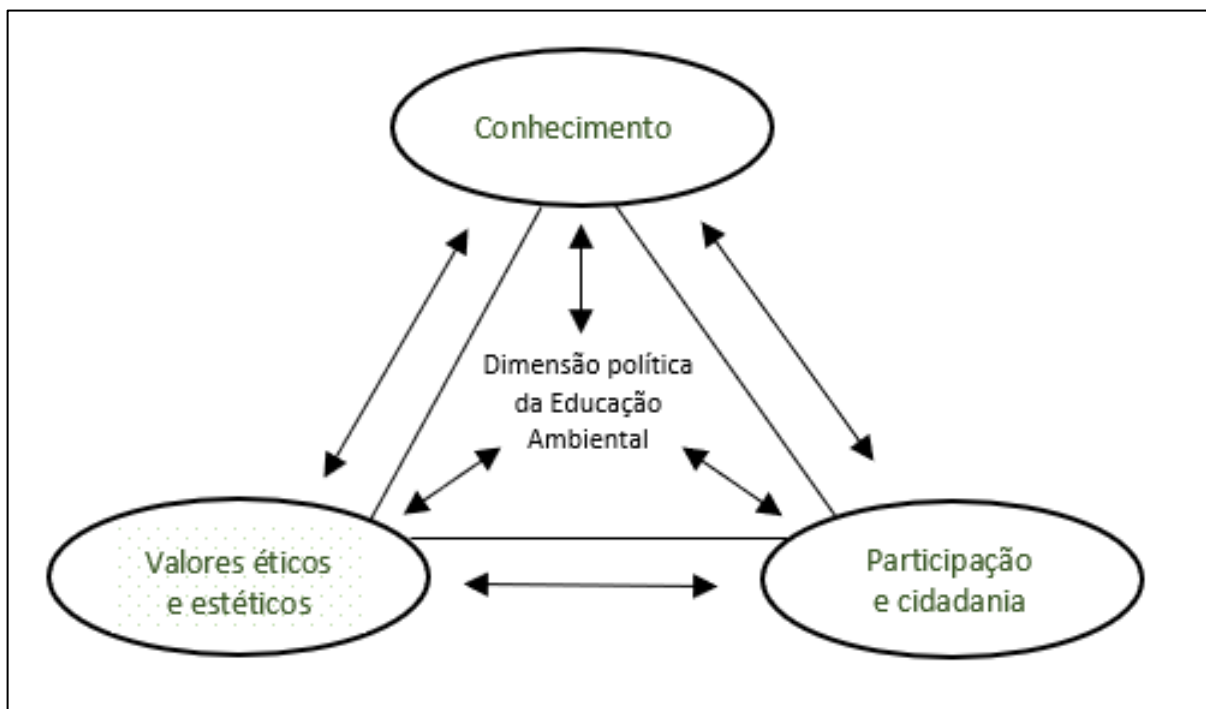 Conhecimento
Dimensão política
da Educação
Ambiental
Valores éticos
e estéticos
Participação
e cidadania